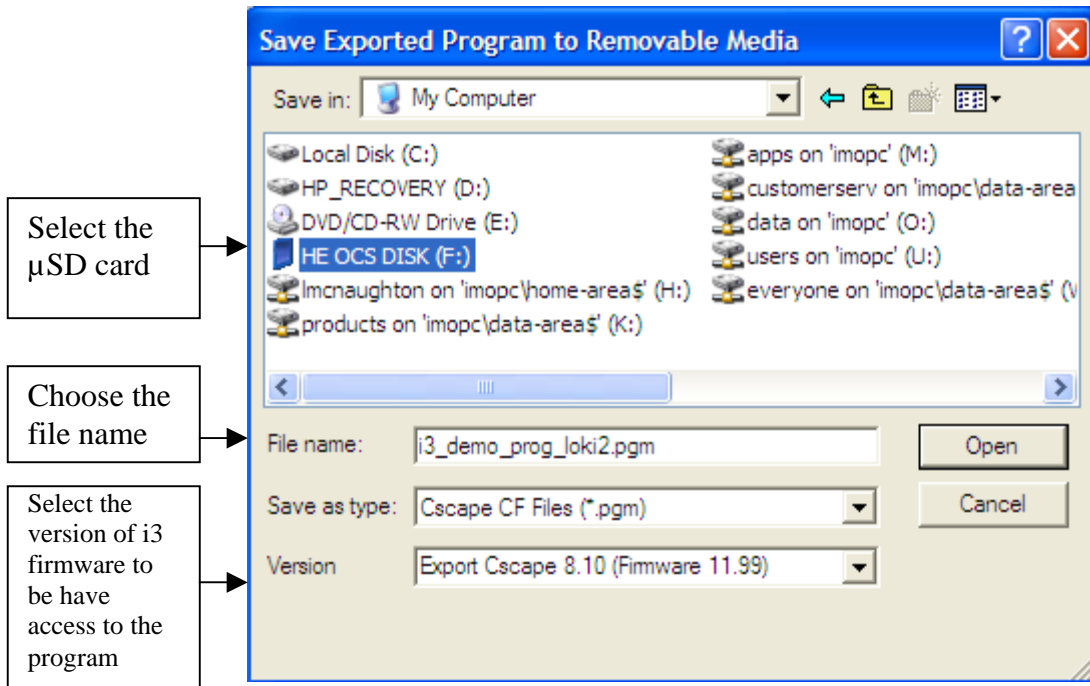 Save Exported Program to Removable Media
Save in: My Computer
Local Disk (C:)
HP_RECOVERY (D:)
DVD/CD-RW Drive (E:)
HE OCS DISK (F:)
lmcnaughton on 'imopc\home-area$' (H:)
products on 'imopc\data-area$' (K:)
apps on 'imopc' (M:)
customerserv on 'imopc\data-area
data on 'imopc' (O:)
users on 'imopc' (U:)
everyone on 'imopc\data-area$' (V
Select the
µSD card
Choose the
file name
File name: i3_demo_prog_loki2.pgm Open
Save as type: Cscape CF Files (*.pgm) Cancel
Version Export Cscape 8.10 (Firmware 11.99)
Select the
version of i3
firmware to
be have
access to the
program